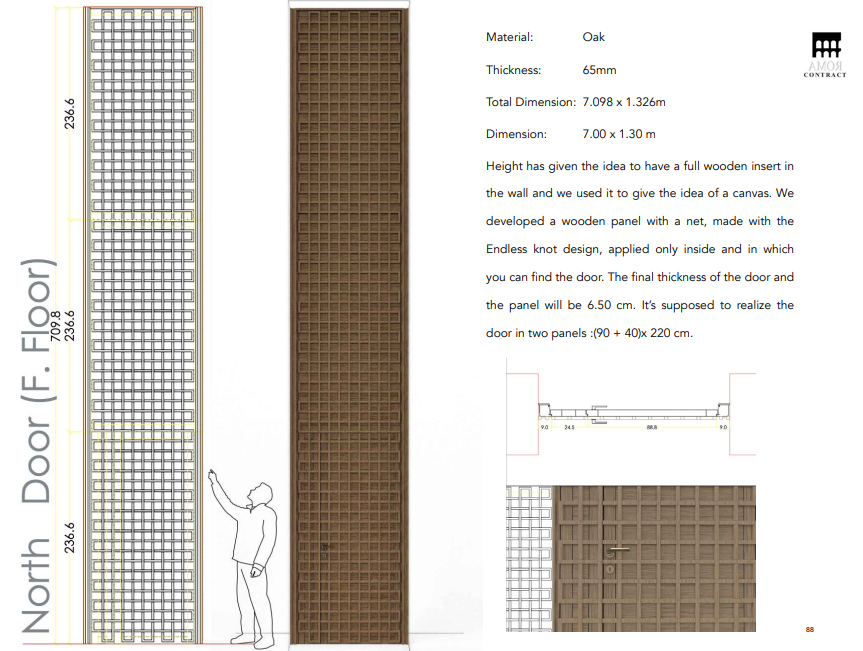 North Door (F. Floor)
709.8
236.6
236.6
236.6
Material: Oak
Thickness: 65mm
Total Dimension: 7.098 x 1.326m
Dimension: 7.00 x 1.30 m
Height has given the idea to have a full wooden insert in
the wall and we used it to give the idea of a canvas. We
developed a wooden panel with a net, made with the
Endless knot design, applied only inside and in which
you can find the door. The final thickness of the door and
the panel will be 6.50 cm. It’s supposed to realize the
door in two panels :(90 + 40)x 220 cm.
AMOR
CONTRACT
9.0 24.5 88.8 9.0
88